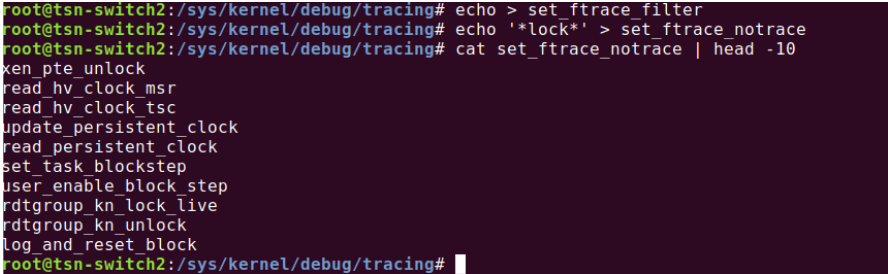 root@tsn-switch2:/sys/kernel/debug/tracing# echo > set_ftrace_filter
root@tsn-switch2:/sys/kernel/debug/tracing# echo '*lock*' > set_ftrace_notrace
root@tsn-switch2:/sys/kernel/debug/tracing# cat set_ftrace_notrace | head -10
xen_pte_unlock
read_hv_clock_msr
read_hv_clock_tsc
update_persistent_clock
read_persistent_clock
set_task_blockstep
user_enable_block_step
rdtgroup_kn_lock_live
rdtgroup_kn_unlock
log_and_reset_block
root@tsn-switch2:/sys/kernel/debug/tracing#